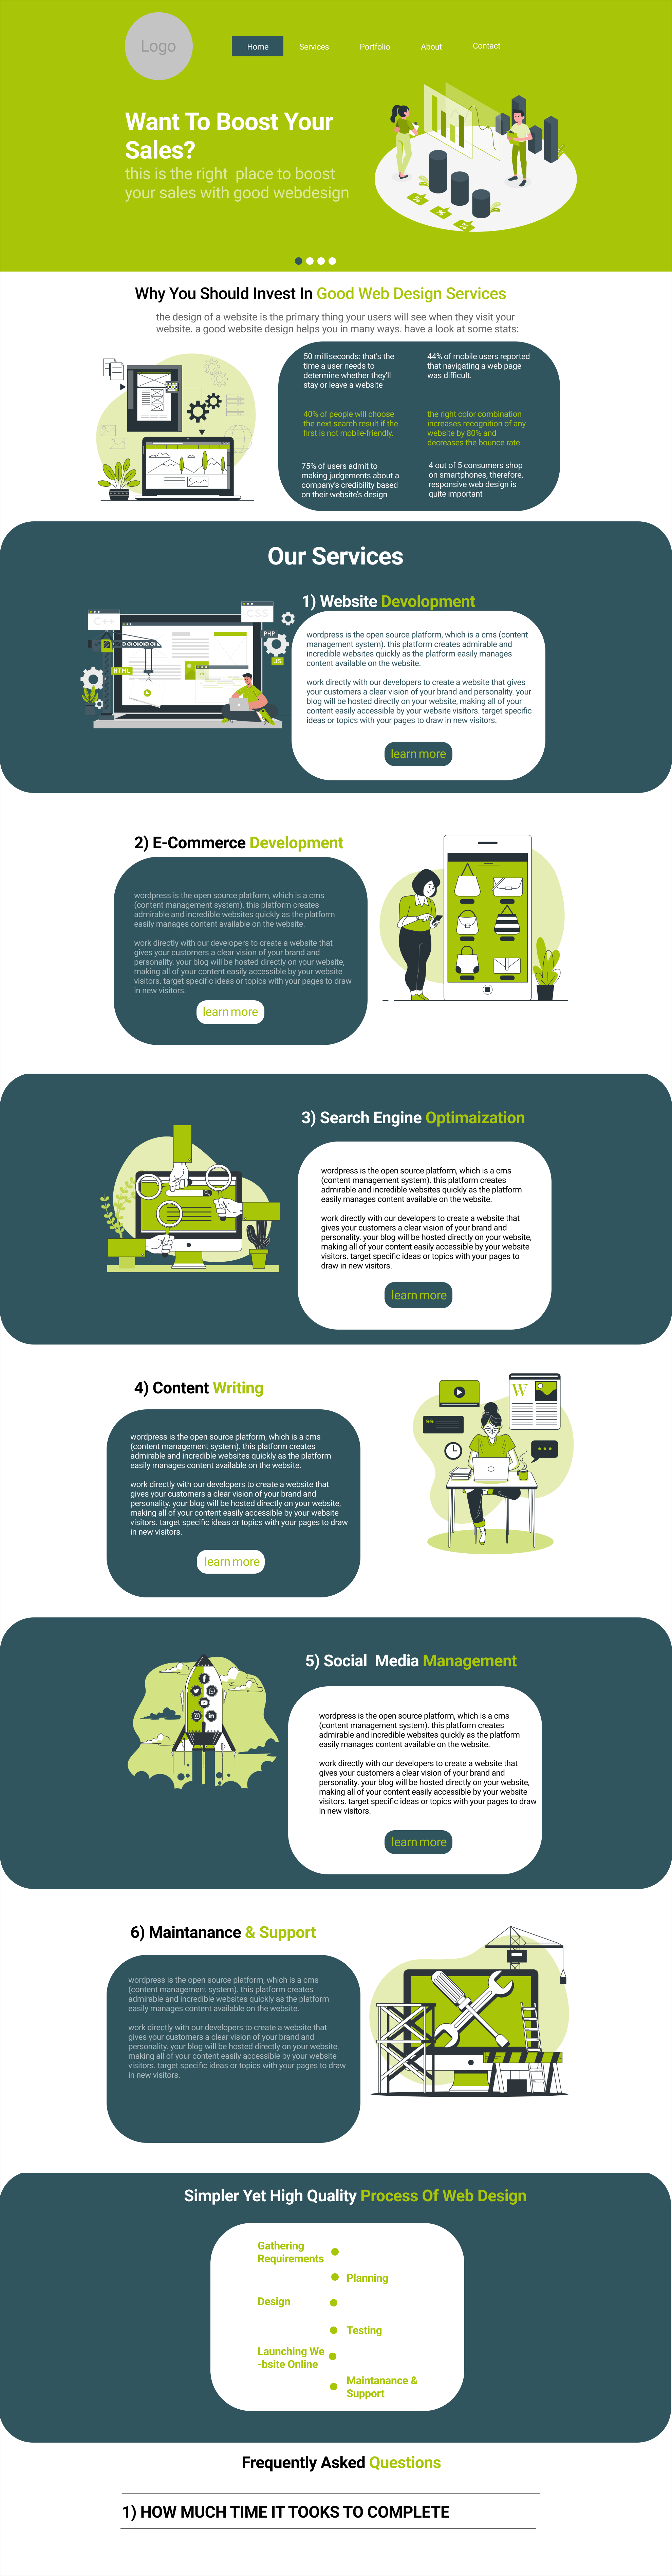 Logo
Home
Services
Portfolio
About
Contact
Want To Boost Your
Sales?
this is the right  place to boost
your sales with good webdesign
Why You Should Invest In Good Web Design Services
the design of a website is the primary thing your users will see when they visit your
website. a good website design helps you in many ways. have a look at some stats:
50 milliseconds: that's the
time a user needs to
determine whether they'll
stay or leave a website
44% of mobile users reported
that navigating a web page
was difficult.
40% of people will choose
the next search result if the
first is not mobile-friendly.
the right color combination
increases recognition of any
website by 80% and
decreases the bounce rate.
75% of users admit to
making judgements about a
company's credibility based
on their website's design
4 out of 5 consumers shop
on smartphones, therefore,
responsive web design is
quite important
Our Services
C++
CSS
PHP
JS
HTML
1) Website Devolopment
wordpress is the open source platform, which is a cms (content
management system). this platform creates admirable and
incredible websites quickly as the platform easily manages
content available on the website.
work directly with our developers to create a website that gives
your customers a clear vision of your brand and personality. your
blog will be hosted directly on your website, making all of your
content easily accessible by your website visitors. target specific
ideas or topics with your pages to draw in new visitors.
learn more
2) E-Commerce Development
wordpress is the open source platform, which is a cms
(content management system). this platform creates
admirable and incredible websites quickly as the platform
easily manages content available on the website.
work directly with our developers to create a website that
gives your customers a clear vision of your brand and
personality. your blog will be hosted directly on your website,
making all of your content easily accessible by your website
visitors. target specific ideas or topics with your pages to draw
in new visitors.
learn more
3) Search Engine Optimaization
wordpress is the open source platform, which is a cms
(content management system). this platform creates
admirable and incredible websites quickly as the platform
easily manages content available on the website.
work directly with our developers to create a website that
gives your customers a clear vision of your brand and
personality. your blog will be hosted directly on your website,
making all of your content easily accessible by your website
visitors. target specific ideas or topics with your pages to
draw in new visitors.
learn more
4) Content Writing
W
wordpress is the open source platform, which is a cms
(content management system). this platform creates
admirable and incredible websites quickly as the platform
easily manages content available on the website.
work directly with our developers to create a website that
gives your customers a clear vision of your brand and
personality. your blog will be hosted directly on your website,
making all of your content easily accessible by your website
visitors. target specific ideas or topics with your pages to draw
in new visitors.
learn more
5) Social  Media Management
wordpress is the open source platform, which is a cms
(content management system). this platform creates
admirable and incredible websites quickly as the platform
easily manages content available on the website.
work directly with our developers to create a website that
gives your customers a clear vision of your brand and
personality. your blog will be hosted directly on your website,
making all of your content easily accessible by your website
visitors. target specific ideas or topics with your pages to draw
in new visitors.
learn more
6) Maintanance & Support
wordpress is the open source platform, which is a cms
(content management system). this platform creates
admirable and incredible websites quickly as the platform
easily manages content available on the website.
work directly with our developers to create a website that
gives your customers a clear vision of your brand and
personality. your blog will be hosted directly on your website,
making all of your content easily accessible by your website
visitors. target specific ideas or topics with your pages to draw
in new visitors.
Simpler Yet High Quality Process Of Web Design
Gathering
Requirements
Planning
Design
Testing
Launching We
-bsite Online
Maintanance &
Support
Frequently Asked Questions
1) HOW MUCH TIME IT TOOKS TO COMPLETE